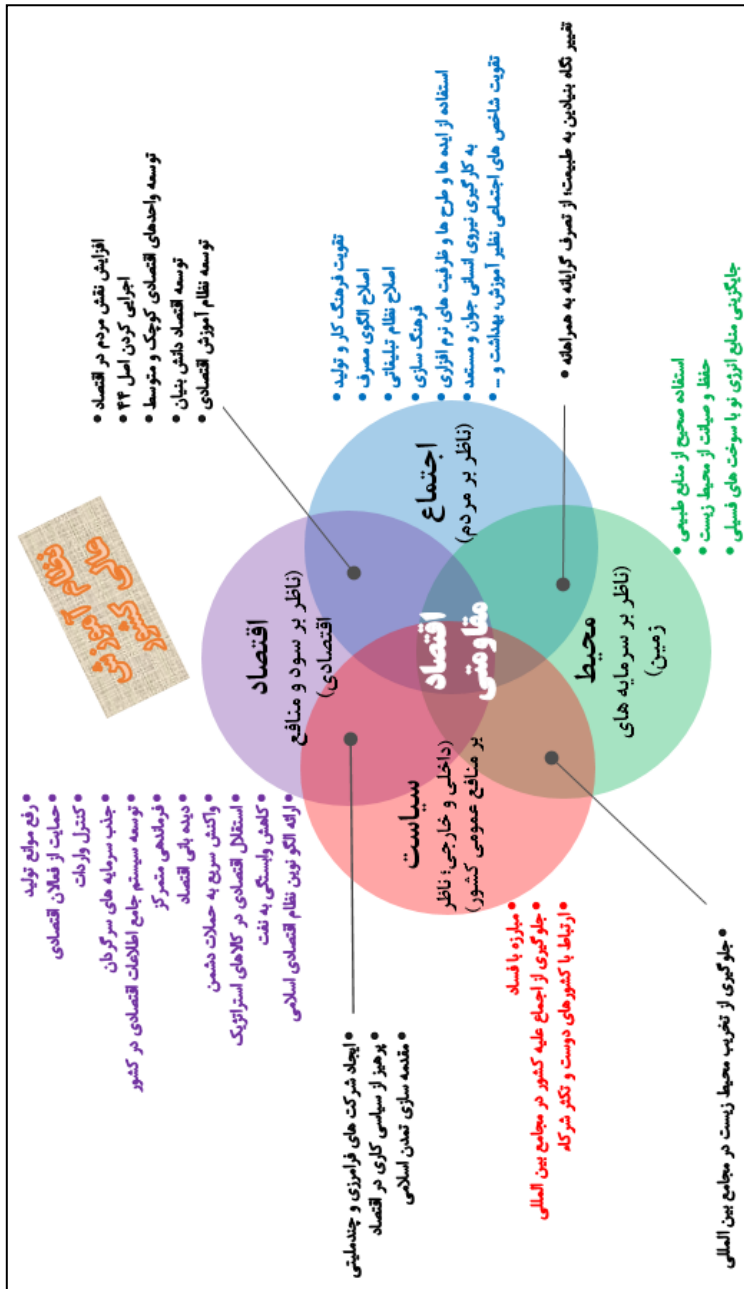 نظام آموزش
عالی
کشور
افزایش نقش مردم در اقتصاد
اجرایی کردن اصل ۴۴
توسعه اقتصاد دانش بنیان
توسعه واحدهای اقتصادی کوچک و متوسط
توسعه نظام آموزش اقتصادی
تقویت فرهنگ کار و تولید
اصلاح الگوی مصرف
اصلاح نظام تبلیغاتی
فرهنگ سازی
استفاده از ایده ها و طرح ها و ظرفیت های نرم افزاری
به کارگیری نیروی انسانی جوان و مستعد
تقویت شاخص های اجتماعی نظیر آموزش، بهداشت و ...
تغییر نگاه بنیادین به طبیعت؛ از تصرف گرایانه به همراهانه
استفاده صحیح از منابع طبیعی
حفظ و صیانت از محیط زیست
جایگزینی منابع انرژی نو با سوخت های فسیلی
اجتماع
(ناظر بر مردم)
اقتصاد
(ناظر بر سود و منافع
اقتصادی)
اقتصاد
مقاومتی
محیط
(ناظر بر سرمایه های
زمین)
سیاست
(داخلی و خارجی؛ ناظر
بر منافع عمومی کشور)
رفع موانع تولید
حمایت از فعالان اقتصادی
کنترل واردات
جذب سرمایه های سرگردان
توسعه سیستم جامع اطلاعات اقتصادی در کشور
فرماندهی متمرکز
دیده بانی اقتصاد
واکنش سریع به حملات دشمن
استقلال اقتصادی در کالاهای استراتژیک
کاهش وابستگی به نفت
ارائه الگو نوین نظام اقتصادی اسلامی
ایجاد شرکت های فرامرزی و چندملیتی
پرهیز از سیاسی کاری در اقتصاد
مقدمه سازی تمدن اسلامی
مبارزه با فساد
جلوگیری از اجماع علیه کشور در مجامع بین المللی
ارتباط با کشورهای دوست و تکثر شرکاء
جلوگیری از تخریب محیط زیست در مجامع بین المللی